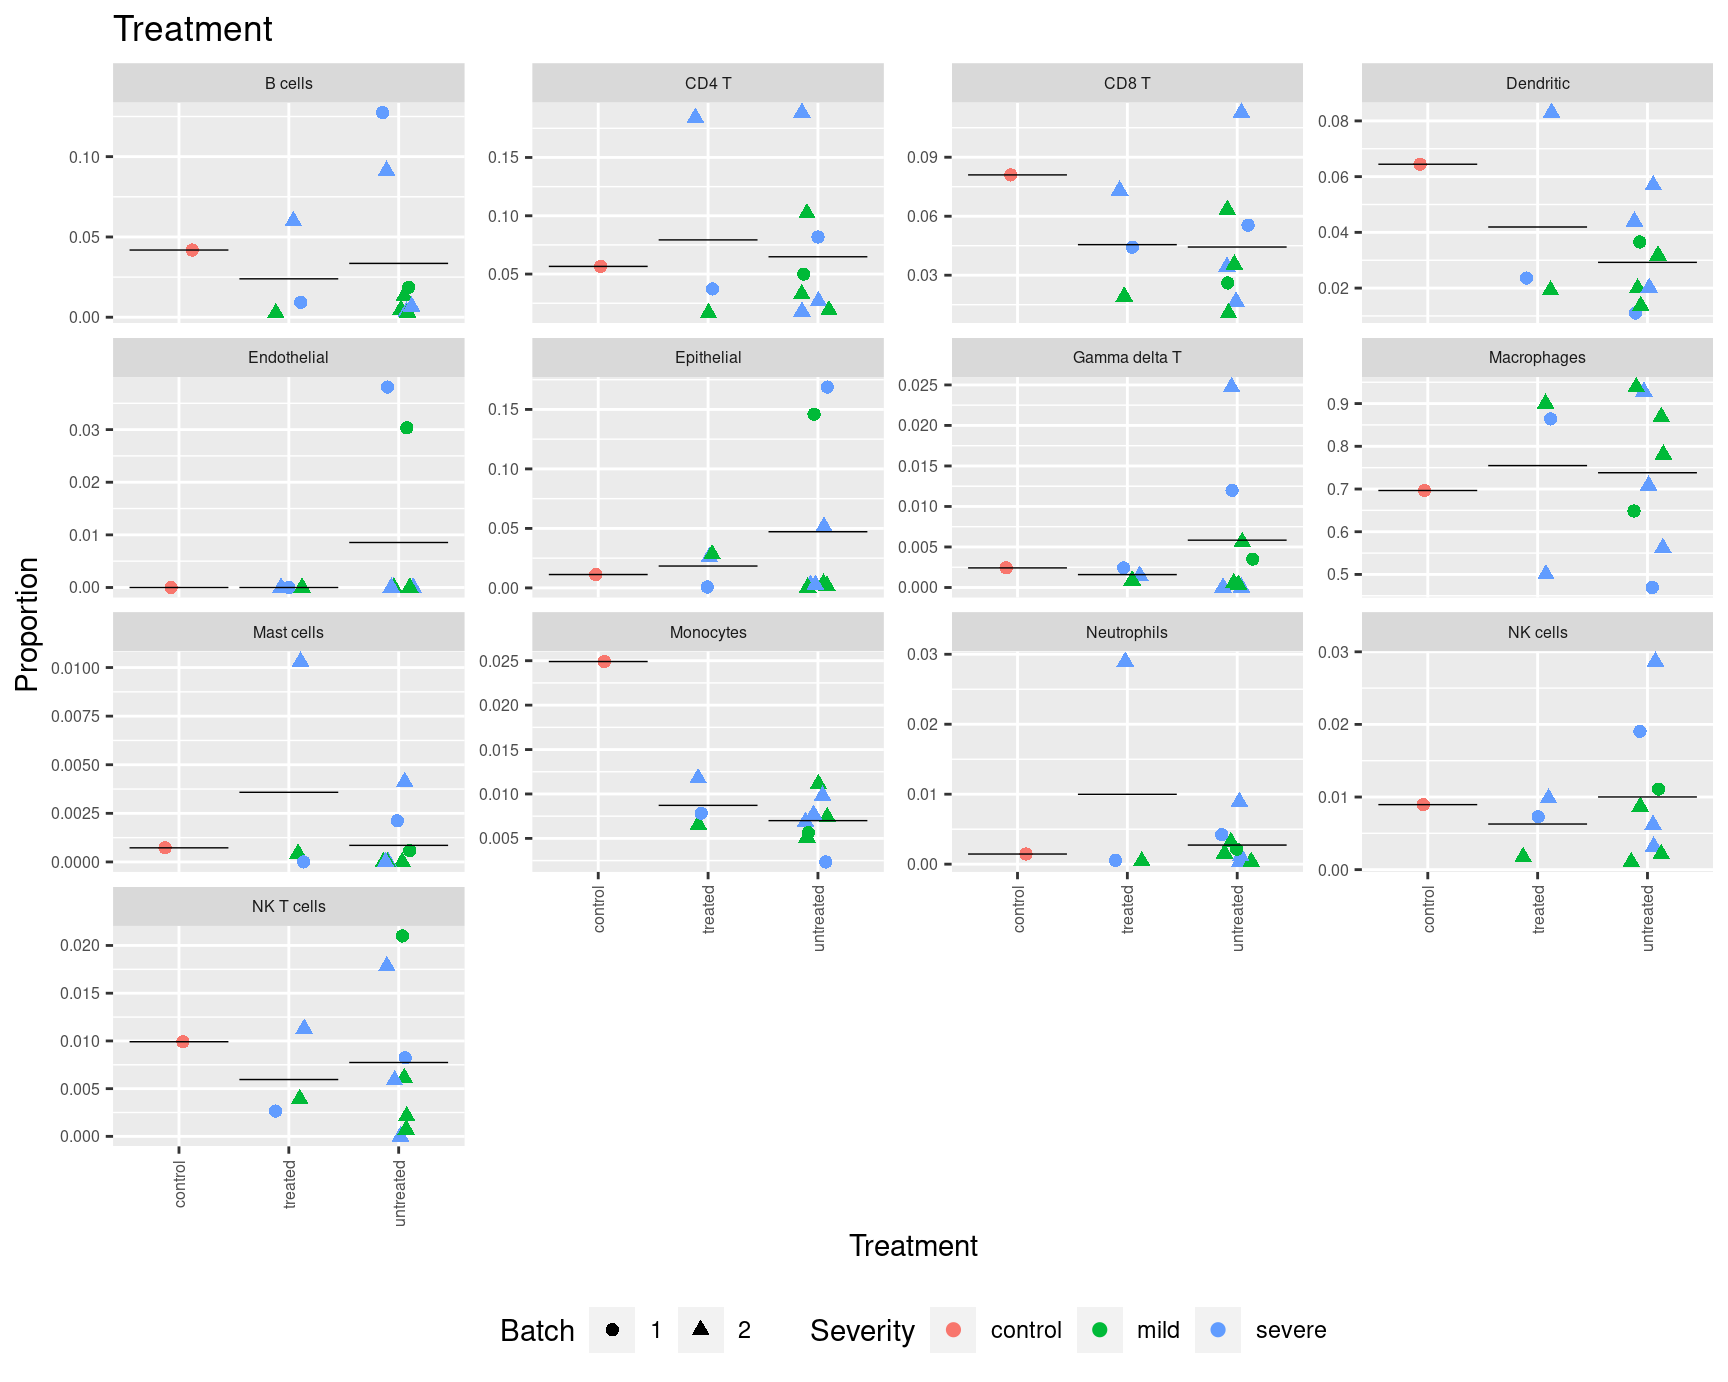 Treatment
B cells
CD4 T
CD8 T
Dendritic
0.10
0.05
0.00
0.15
0.10
0.05
0.09
0.06
0.03
0.08
0.06
0.04
0.02
Endothelial
Epithelial
Gamma delta T
Macrophages
0.03
0.02
0.01
0.00
0.15
0.10
0.05
0.00
0.025
0.020
0.015
0.010
0.005
0.000
0.9
0.8
0.7
0.6
0.5
Proportion
Mast cells
Monocytes
Neutrophils
NK cells
0.0100
0.0075
0.0050
0.0025
0.0000
0.025
0.020
0.015
0.010
0.005
0.03
0.02
0.01
0.00
0.03
0.02
0.01
0.00
control
treated
untreated
control
treated
untreated
control
treated
untreated
NK T cells
0.020
0.015
0.010
0.005
0.000
control
treated
untreated
Treatment
Batch 1 2 Severity control mild severe